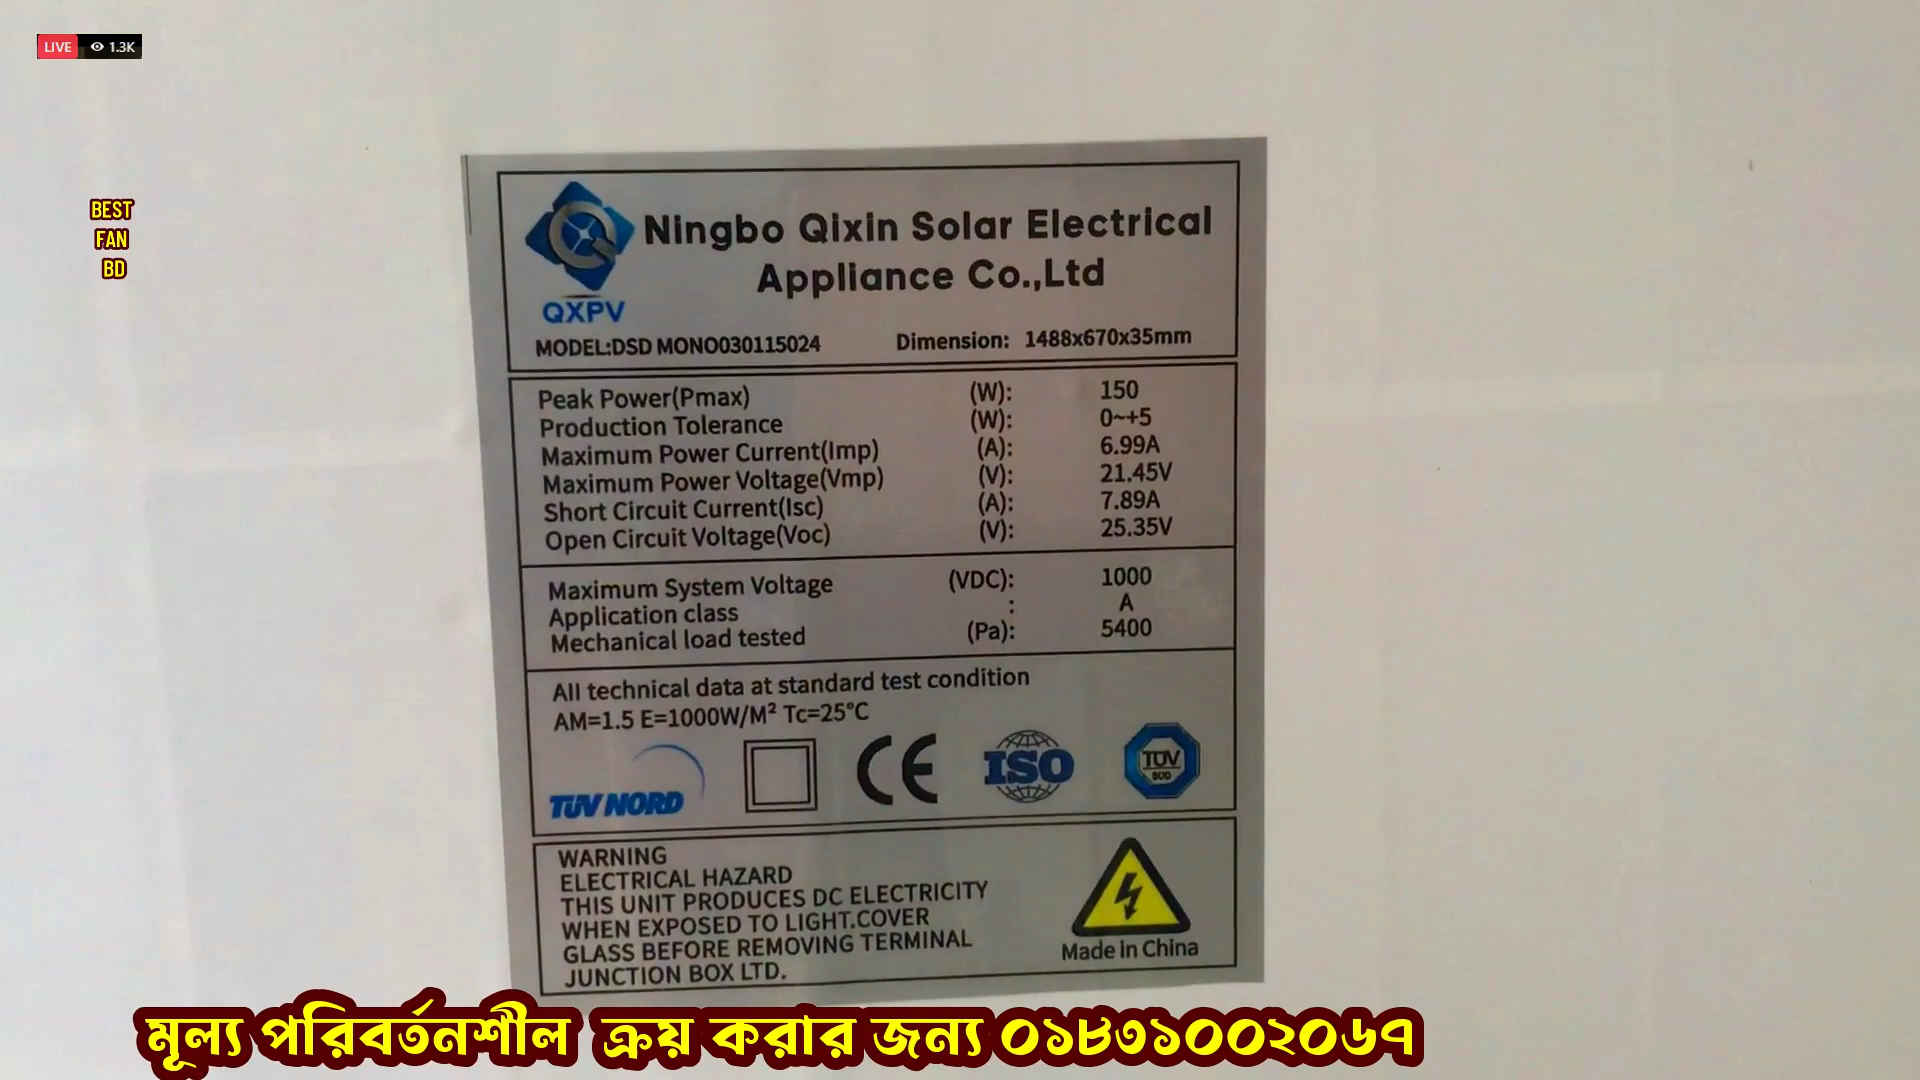 LIVE 1.3K
BEST
FAN
BD
Ningbo Qixin Solar Electrical
Appliance Co.,Ltd
QXPV
MODEL:DSD MONO030115024 Dimension: 1488x670x35mm
Peak Power(Pmax) (W): 150
Production Tolerance (W): 0~+5
Maximum Power Current(Imp) (A): 6.99A
Maximum Power Voltage(Vmp) (V): 21.45V
Short Circuit Current(Isc) (A): 7.89A
Open Circuit Voltage(Voc) (V): 25.35V
Maximum System Voltage (VDC): 1000
Application class : A
Mechanical load tested (Pa): 5400
All technical data at standard test condition
AM=1.5 E=1000W/M² Tc=25°C
TÜV NORD CE ISO TÜV SÜD
WARNING
ELECTRICAL HAZARD
THIS UNIT PRODUCES DC ELECTRICITY
WHEN EXPOSED TO LIGHT.COVER
GLASS BEFORE REMOVING TERMINAL
JUNCTION BOX LTD.
Made in China
মূল্য পরিবর্তনশীল ক্রয় করার জন্য ০১৮৩১০০২০৬৭